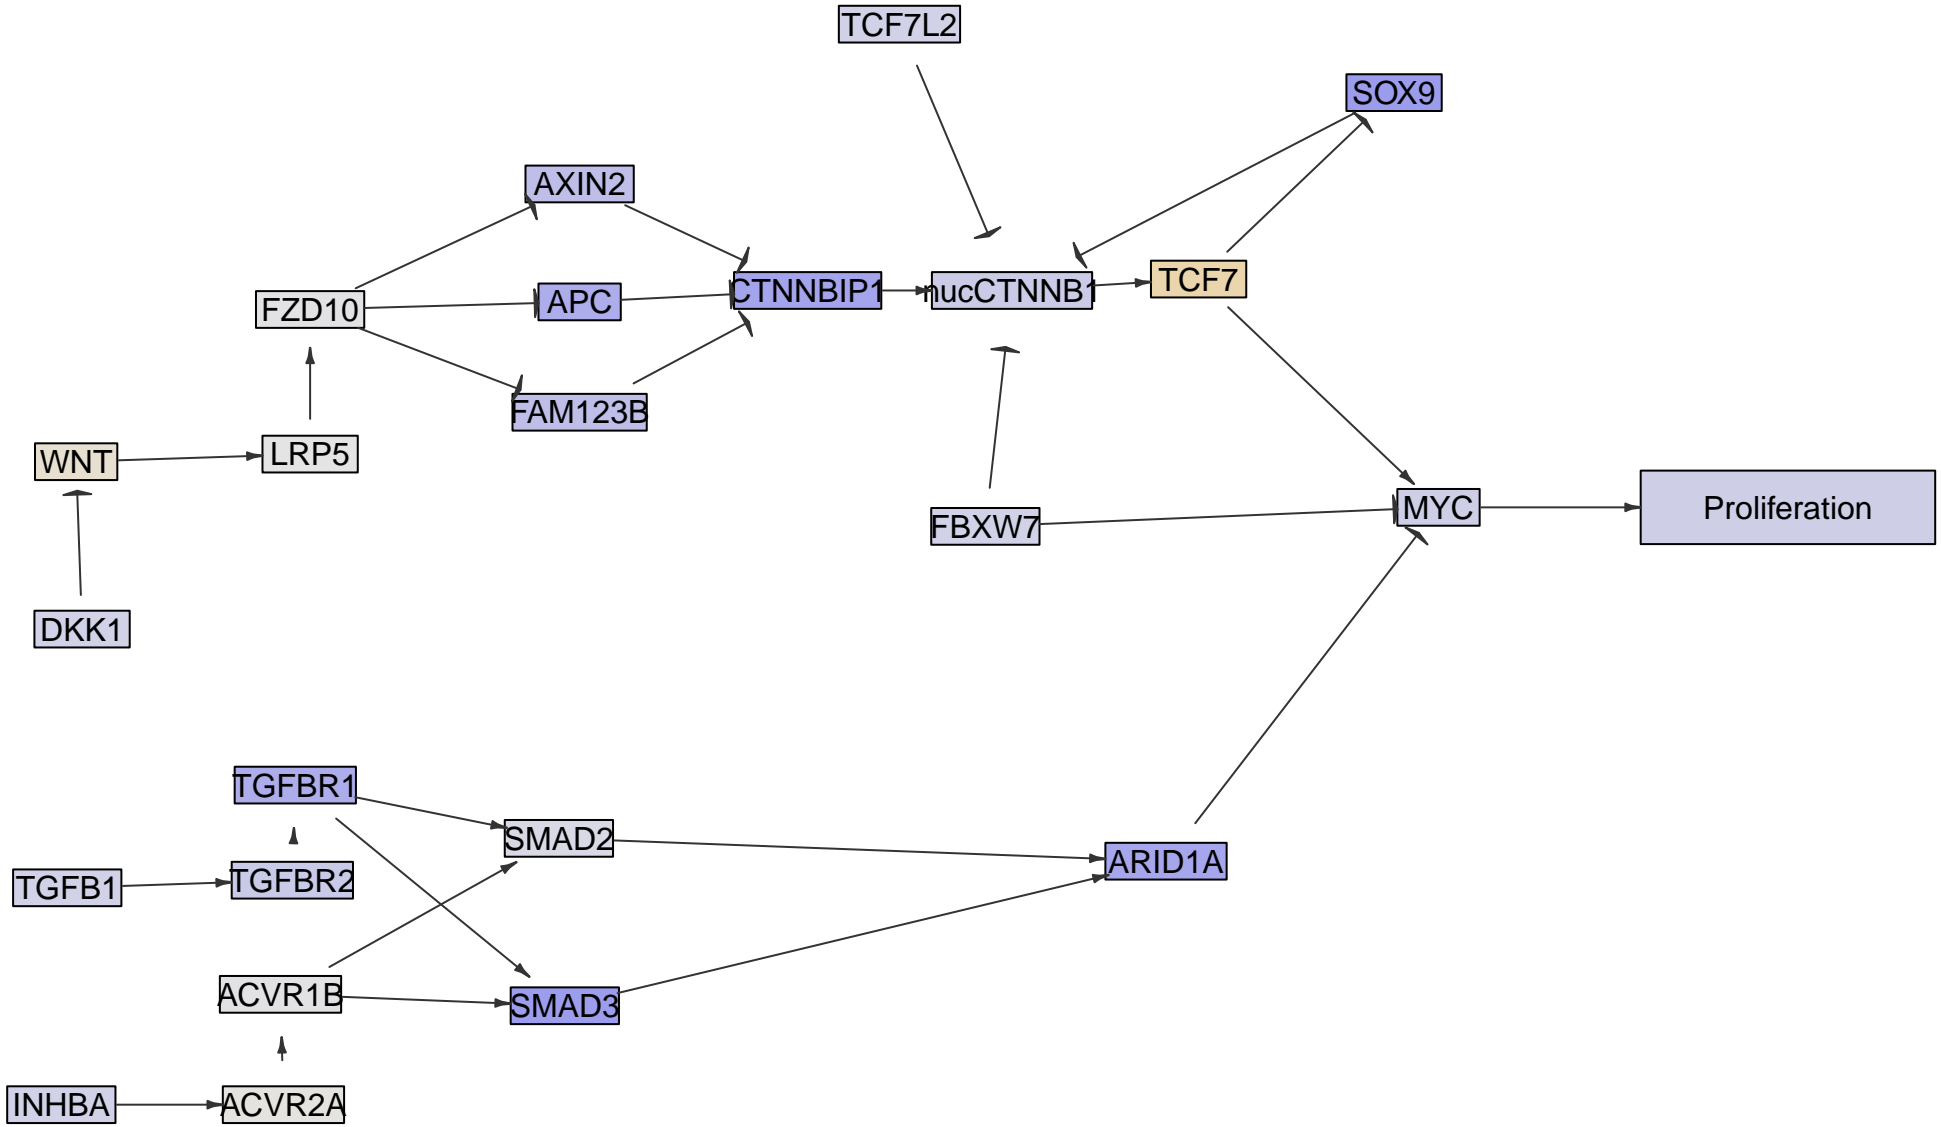 TCF7L2
SOX9
AXIN2
CTNNBIP1
nucCTNNB1
TCF7
FZD10
APC
FAM123B
WNT
LRP5
FBXW7
MYC
Proliferation
DKK1
TGFBR1
SMAD2
ARID1A
TGFB1
TGFBR2
ACVR1B
SMAD3
INHBA
ACVR2A